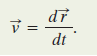 v⃗ = dr⃗/dt.